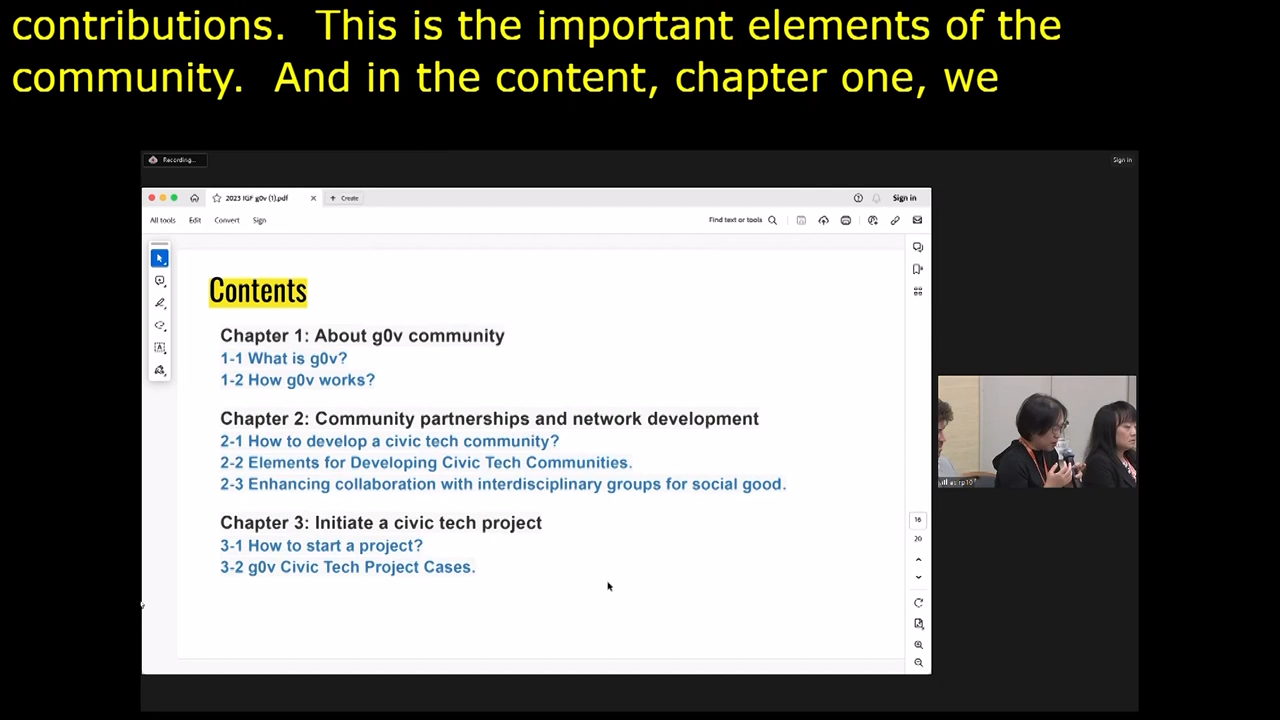 contributions.  This is the important elements of the
community.  And in the content, chapter one, we
Recording...
Sign in
2023 IGF g0v (1).pdf
Create
Sign in
All tools Edit Convert Sign
Find text or tools
Contents
Chapter 1: About g0v community
1-1 What is g0v?
1-2 How g0v works?
Chapter 2: Community partnerships and network development
2-1 How to develop a civic tech community?
2-2 Elements for Developing Civic Tech Communities.
2-3 Enhancing collaboration with interdisciplinary groups for social good.
Chapter 3: Initiate a civic tech project
3-1 How to start a project?
3-2 g0v Civic Tech Project Cases.
16
20